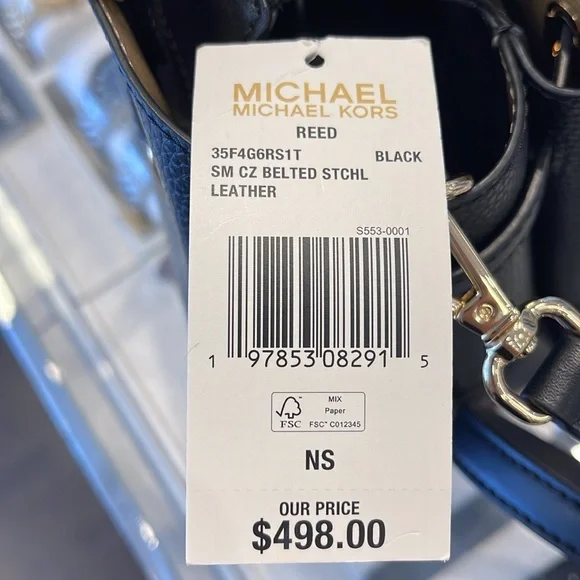 MICHAEL
MICHAEL KORS
REED
35F4G6RS1T BLACK
SM CZ BELTED STCHL
LEATHER
S553-0001
1 97853 08291 5
FSC
MIX
Paper
FSC™ C012345
NS
OUR PRICE
$498.00